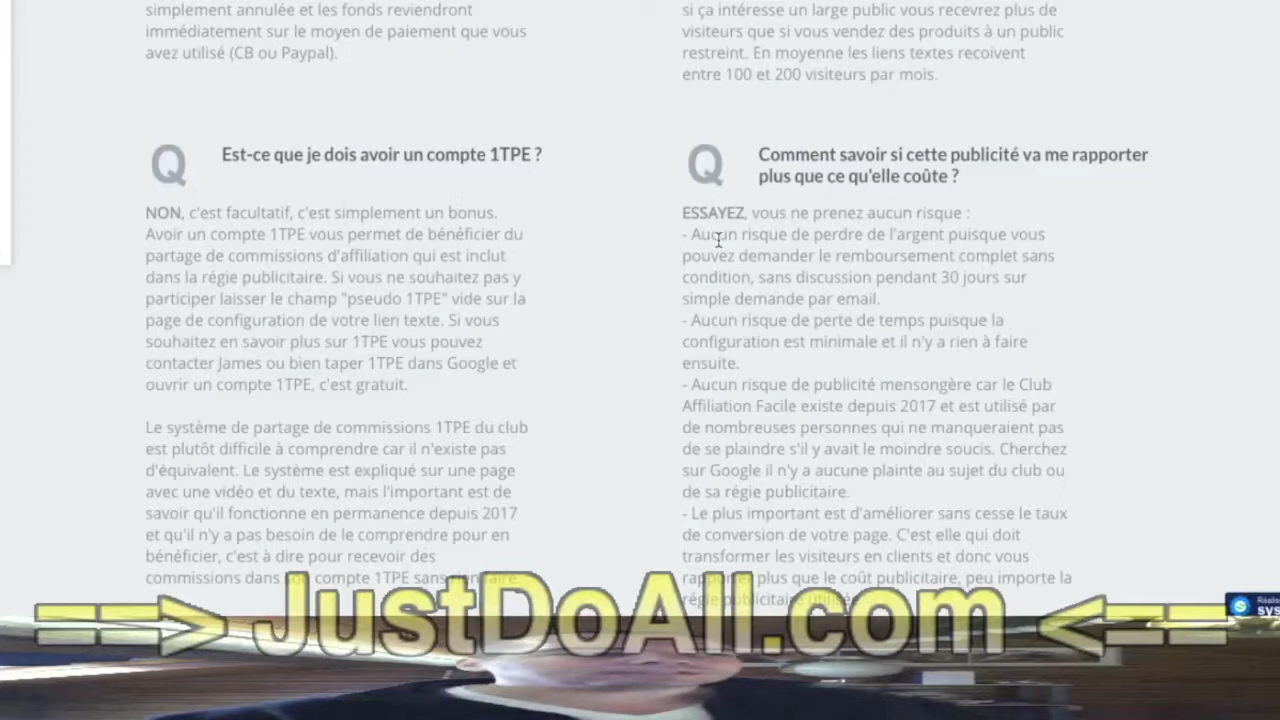 simplement annulée et les fonds reviendront
immédiatement sur le moyen de paiement que vous
avez utilisé (CB ou Paypal).
si ça intéresse un large public vous recevrez plus de
visiteurs que si vous vendez des produits à un public
restreint. En moyenne les liens textes recoivent
entre 100 et 200 visiteurs par mois.
Q Est-ce que je dois avoir un compte 1TPE ?
NON, c'est facultatif, c'est simplement un bonus.
Avoir un compte 1TPE vous permet de bénéficier du
partage de commissions d'affiliation qui est inclut
dans la régie publicitaire. Si vous ne souhaitez pas y
participer laisser le champ "pseudo 1TPE" vide sur la
page de configuration de votre lien texte. Si vous
souhaitez en savoir plus sur 1TPE vous pouvez
contacter James ou bien taper 1TPE dans Google et
ouvrir un compte 1TPE, c'est gratuit.
Le système de partage de commissions 1TPE du club
est plutôt difficile à comprendre car il n'existe pas
d'équivalent. Le système est expliqué sur une page
avec une vidéo et du texte, mais l'important est de
savoir qu'il fonctionne en permanence depuis 2017
et qu'il n'y a pas besoin de le comprendre pour en
bénéficier, c'est à dire pour recevoir des
commissions dans compte 1TPE sans rien faire
Q Comment savoir si cette publicité va me rapporter
plus que ce qu'elle coûte ?
ESSAYEZ, vous ne prenez aucun risque :
- Aucun risque de perdre de l'argent puisque vous
pouvez demander le remboursement complet sans
condition, sans discussion pendant 30 jours sur
simple demande par email.
- Aucun risque de perte de temps puisque la
configuration est minimale et il n'y a rien à faire
ensuite.
- Aucun risque de publicité mensongère car le Club
Affiliation Facile existe depuis 2017 et est utilisé par
de nombreuses personnes qui ne manqueraient pas
de se plaindre s'il y avait le moindre soucis. Cherchez
sur Google il n'y a aucune plainte au sujet du club ou
de sa régie publicitaire.
- Le plus important est d'améliorer sans cesse le taux
de conversion de votre page. C'est elle qui doit
transformer les visiteurs en clients et donc vous
rapporter plus que le coût publicitaire, peu importe la
régie publicitaire utilisée
==> JustDoAll.com <==